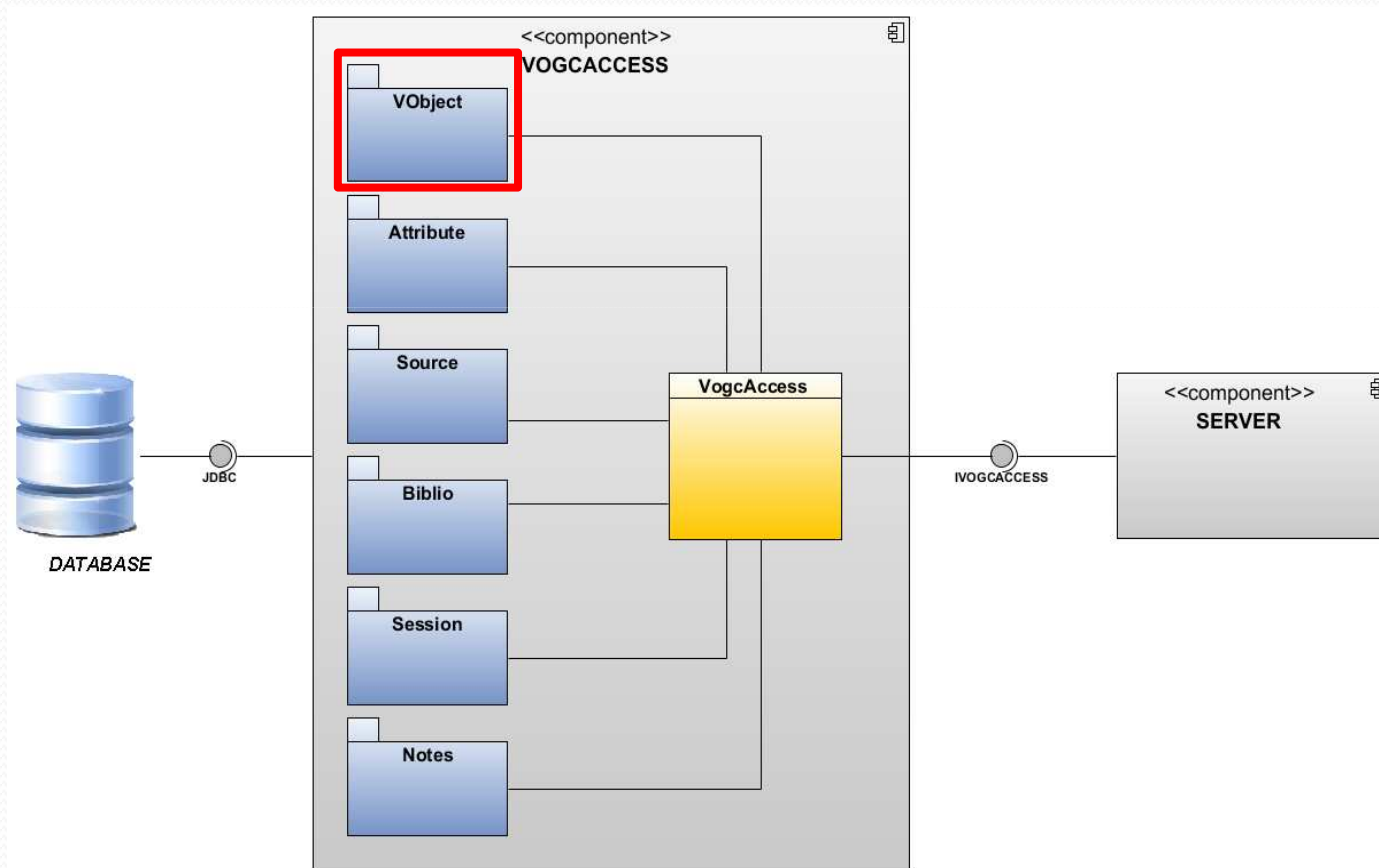 <<component>>
VOGCACCESS
VObject
Attribute
Source
Biblio
Session
Notes
VogcAccess
DATABASE
JDBC
IVOGCACCESS
<<component>>
SERVER